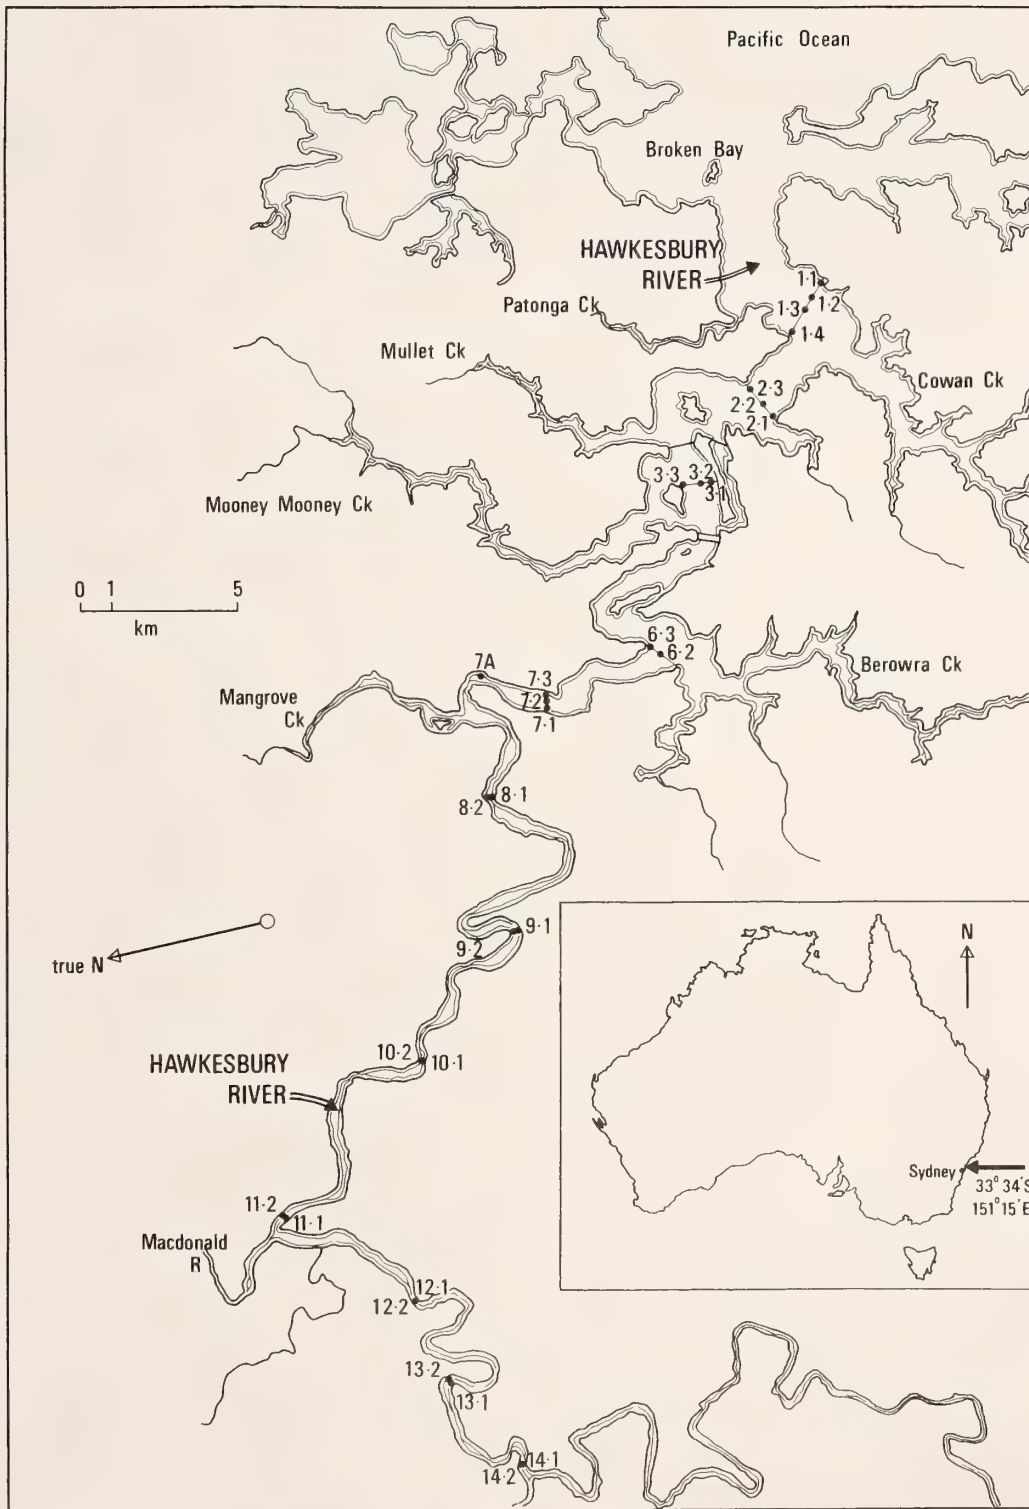 Pacific Ocean
Broken Bay
HAWKESBURY
RIVER
1·1
1·2
1·3
1·4
Patonga Ck
Mullet Ck
Cowan Ck
2·3
2·2
2·1
3·3
3·2
3·1
Mooney Mooney Ck
0 1 5
km
6·3
6·2
Berowra Ck
7A
7·3
7·2
7·1
Mangrove
Ck
8·2
8·1
9·1
9·2
true N
N
10·2
10·1
HAWKESBURY
RIVER
Sydney
33° 34′S
151° 15′E
11·2
11·1
Macdonald
R
12·1
12·2
13·2
13·1
14·1
14·2